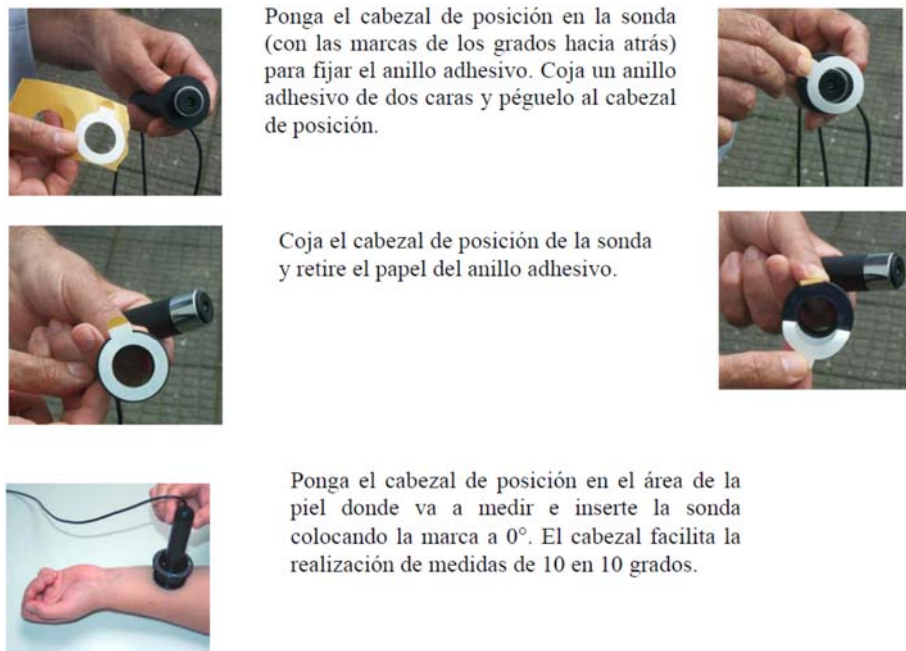 Ponga el cabezal de posición en la sonda
(con las marcas de los grados hacia atrás)
para fijar el anillo adhesivo. Coja un anillo
adhesivo de dos caras y péguelo al cabezal
de posición.
Coja el cabezal de posición de la sonda
y retire el papel del anillo adhesivo.
Ponga el cabezal de posición en el área de la
piel donde va a medir e inserte la sonda
colocando la marca a 0°. El cabezal facilita la
realización de medidas de 10 en 10 grados.